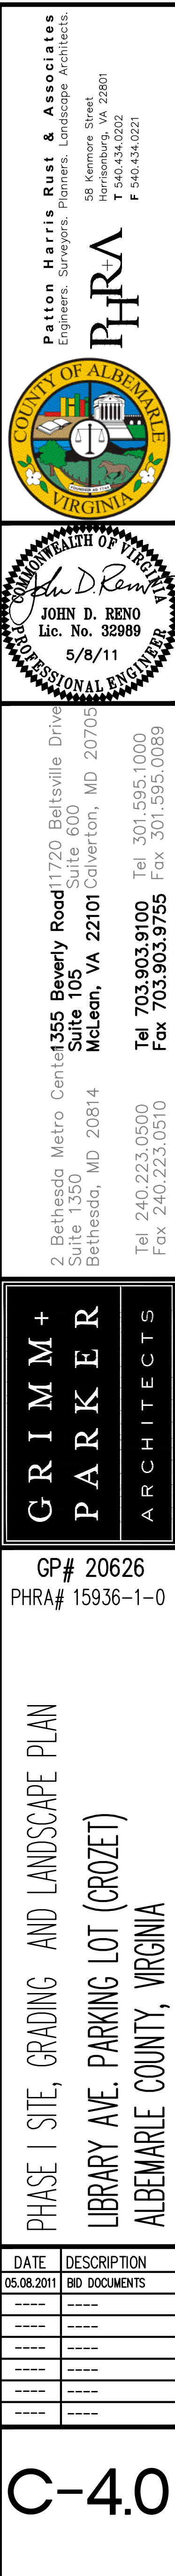 Patton Harris Rust & Associates
Engineers. Surveyors. Planners. Landscape Architects.
58 Kenmore Street
Harrisonburg, VA 22801
T 540.434.0202
F 540.434.0221
PHR+A
COUNTY OF ALBEMARLE
VIRGINIA
COMMONWEALTH OF VIRGINIA
John D. Reno
JOHN D. RENO
Lic. No. 32989
5/8/11
PROFESSIONAL ENGINEER
11720 Beltsville Drive
Suite 600
Calverton, MD 20705
Tel 301.595.1000
Fax 301.595.0089
1355 Beverly Road
Suite 105
McLean, VA 22101
Tel 703.903.9100
Fax 703.903.9755
2 Bethesda Metro Center
Suite 1350
Bethesda, MD 20814
Tel 240.223.0500
Fax 240.223.0510
GRIMM+
PARKER
ARCHITECTS
GP# 20626
PHRA# 15936-1-0
PHASE I SITE, GRADING AND LANDSCAPE PLAN
LIBRARY AVE. PARKING LOT (CROZET)
ALBEMARLE COUNTY, VIRGINIA
DATE DESCRIPTION
05.08.2011 BID DOCUMENTS
---- ----
---- ----
---- ----
---- ----
---- ----
---- ----
C-4.0